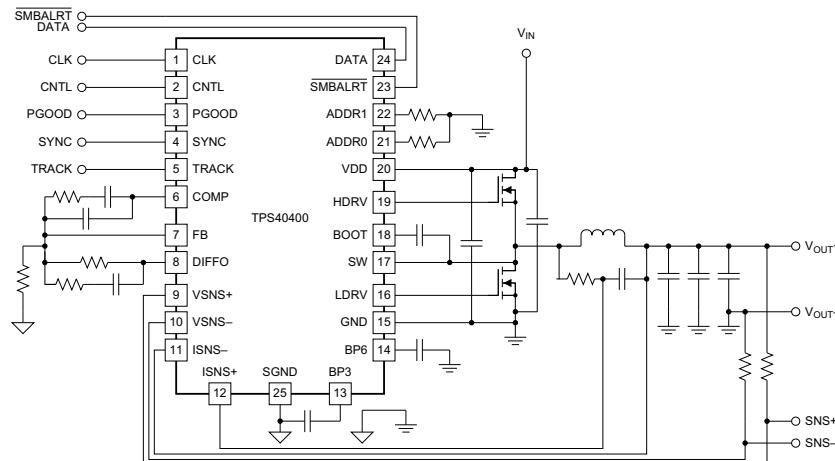 SMBALRT
DATA
CLK
CNTL
PGOOD
SYNC
TRACK
1 CLK
2 CNTL
3 PGOOD
4 SYNC
5 TRACK
6 COMP
7 FB
8 DIFFO
9 VSNS+
10 VSNS–
11 ISNS–
ISNS+
12
SGND
25
BP3
13
TPS40400
DATA 24
SMBALRT 23
ADDR1 22
ADDR0 21
VDD 20
HDRV 19
BOOT 18
SW 17
LDRV 16
GND 15
BP6 14
VIN
VOUT+
VOUT–
SNS+
SNS–